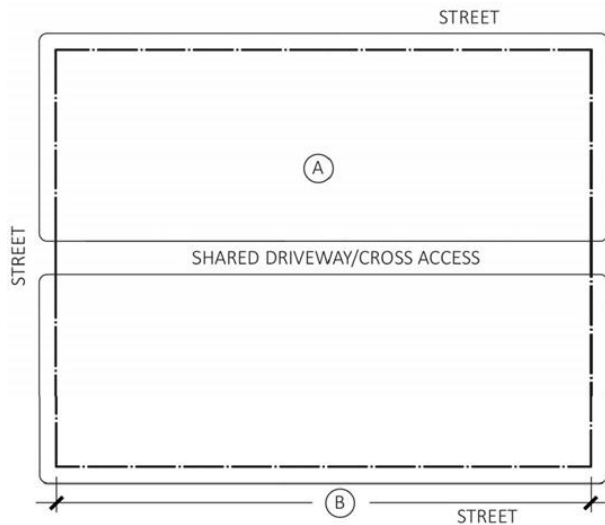 STREET
A
STREET
SHARED DRIVEWAY/CROSS ACCESS
B
STREET